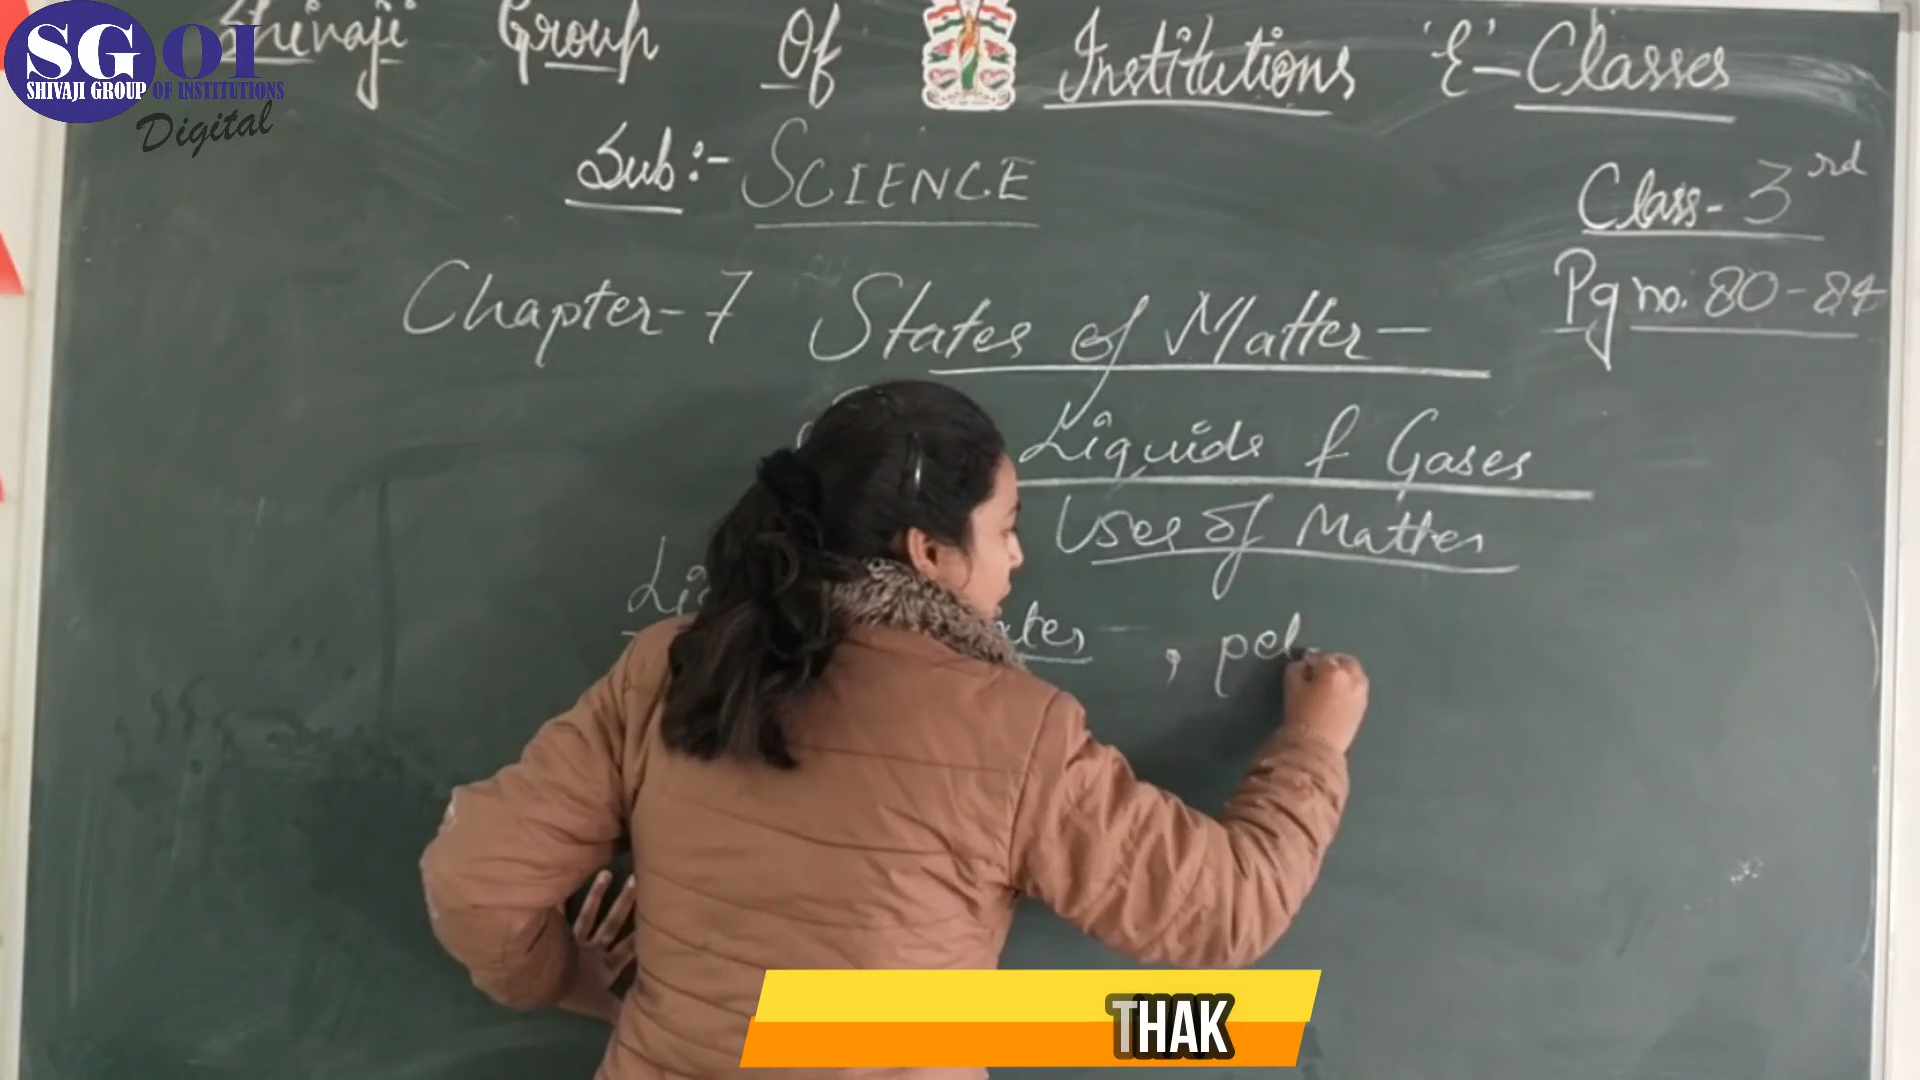 SGOI
SHIVAJI GROUP OF INSTITUTIONS
Digital
Shivaji Group Of Institutions 'E'-Classes
Sub:- SCIENCE
Class- 3rd
Pg no. 80-84
Chapter-7 States of Matter-
Liquids & Gases
Uses of Matter
, pet
THAK